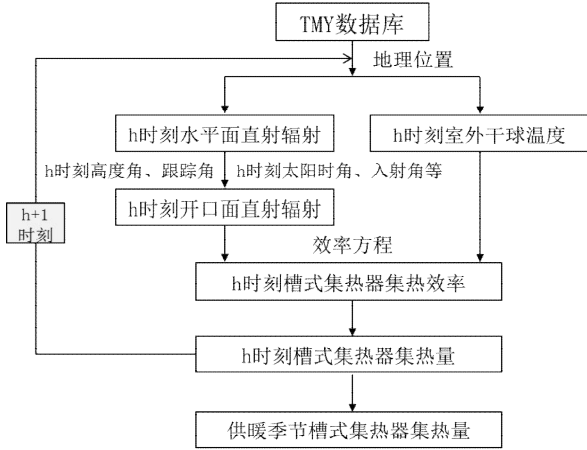 TMY数据库
地理位置
h时刻水平面直射辐射
h时刻室外干球温度
h时刻高度角、跟踪角
h时刻太阳时角、入射角等
h+1
时刻
h时刻开口面直射辐射
效率方程
h时刻槽式集热器集热效率
h时刻槽式集热器集热量
供暖季节槽式集热器集热量